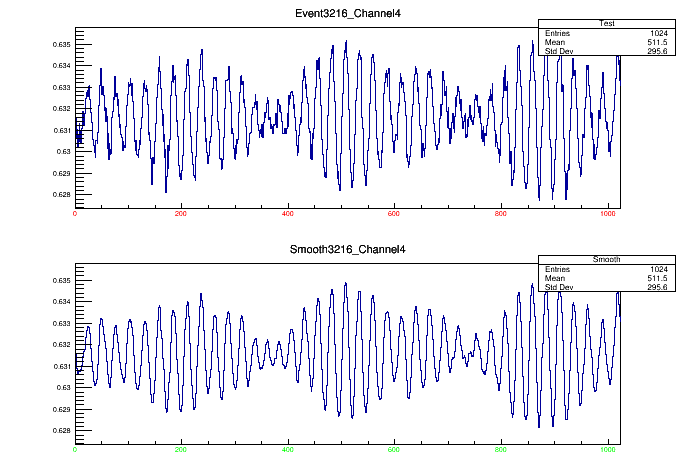 Event3216_Channel4
Test
Entries 1024
Mean 511.5
Std Dev 295.6
0.635
0.634
0.633
0.632
0.631
0.63
0.629
0.628
0 200 400 600 800 1000
Smooth3216_Channel4
Smooth
Entries 1024
Mean 511.5
Std Dev 295.6
0.635
0.634
0.633
0.632
0.631
0.63
0.629
0.628
0 200 400 600 800 1000